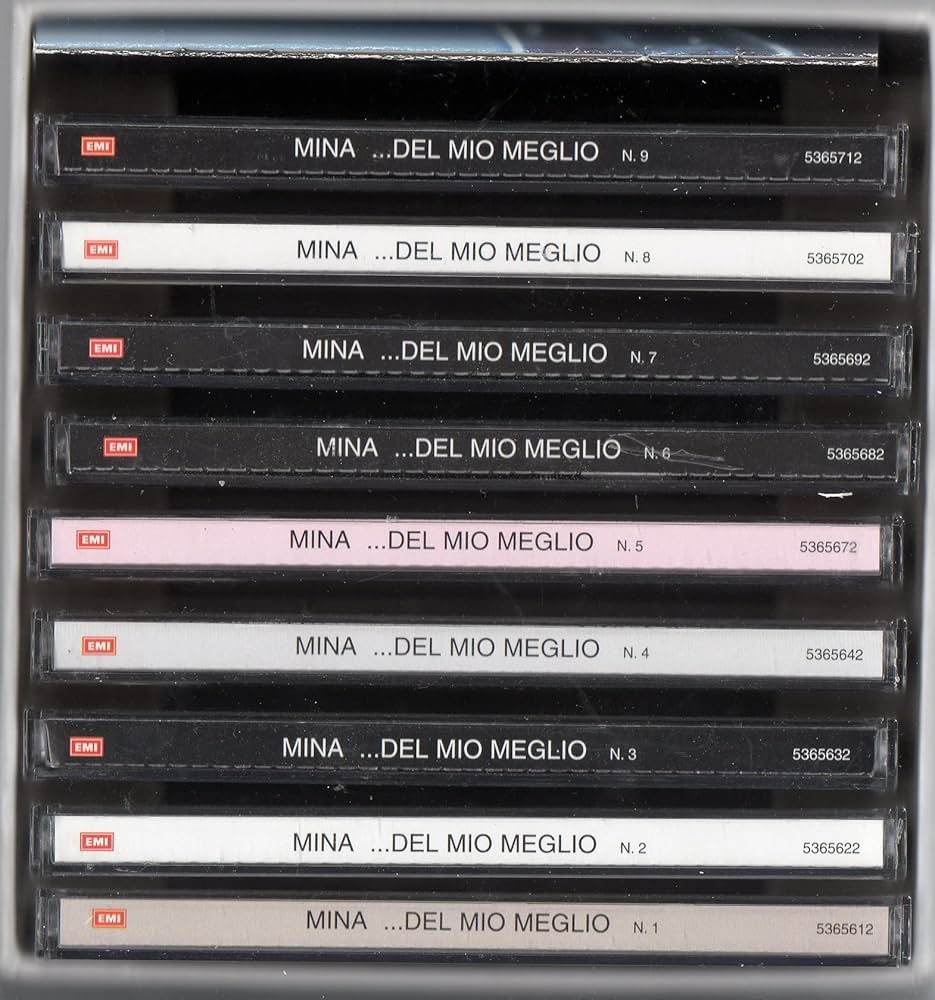 EMI MINA ...DEL MIO MEGLIO N. 9 5365712
EMI MINA ...DEL MIO MEGLIO N. 8 5365702
EMI MINA ...DEL MIO MEGLIO N. 7 5365692
EMI MINA ...DEL MIO MEGLIO N. 6 5365682
EMI MINA ...DEL MIO MEGLIO N. 5 5365672
EMI MINA ...DEL MIO MEGLIO N. 4 5365642
EMI MINA ...DEL MIO MEGLIO N. 3 5365632
EMI MINA ...DEL MIO MEGLIO N. 2 5365622
EMI MINA ...DEL MIO MEGLIO N. 1 5365612